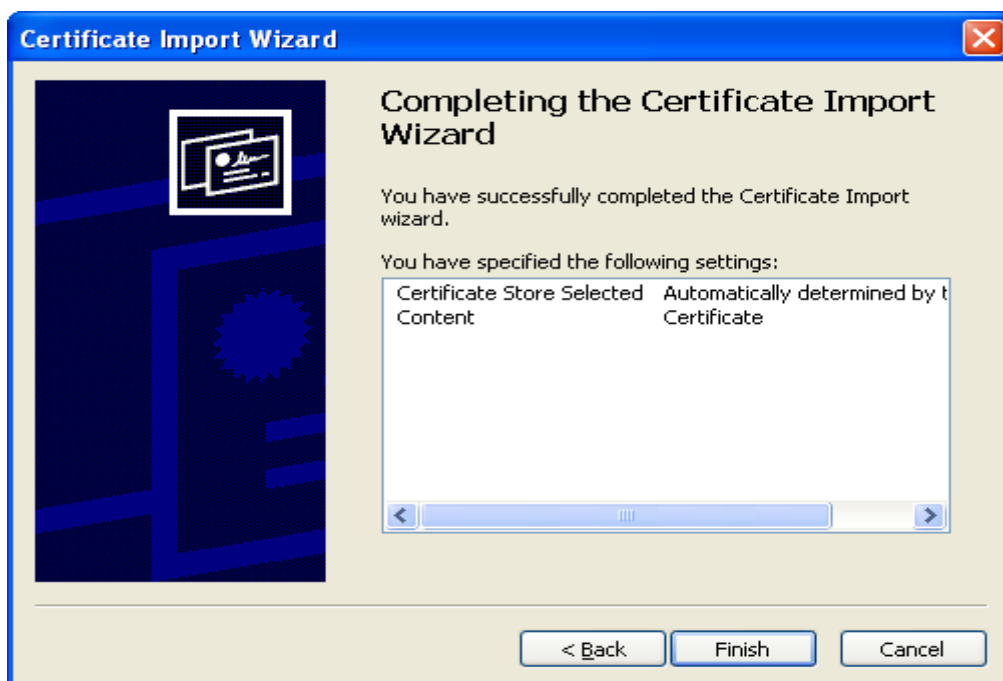 Certificate Import Wizard
Completing the Certificate Import
Wizard
You have successfully completed the Certificate Import
wizard.
You have specified the following settings:
Certificate Store Selected Automatically determined by t
Content Certificate
< Back Finish Cancel